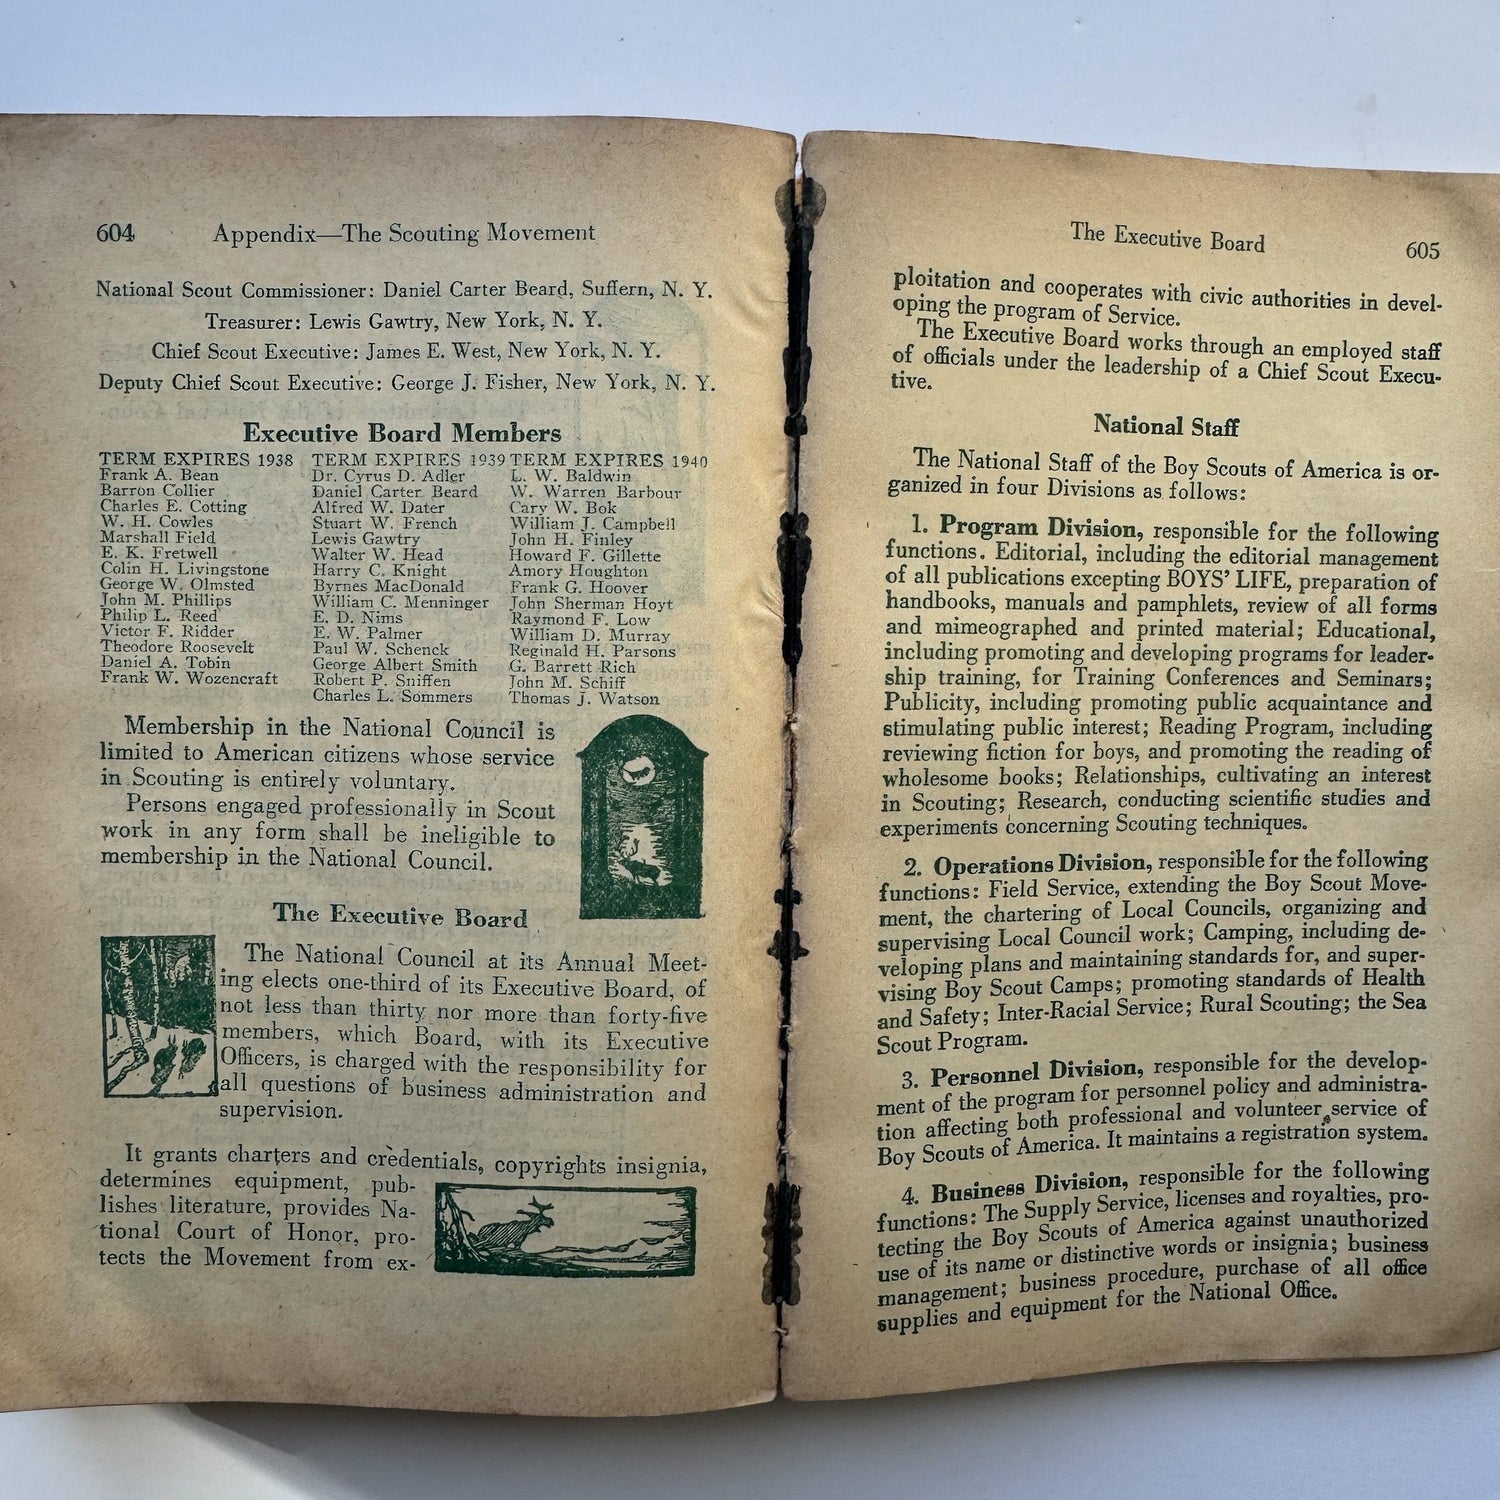 604 Appendix—The Scouting Movement
National Scout Commissioner: Daniel Carter Beard, Suffern, N. Y.
Treasurer: Lewis Gawtry, New York, N. Y.
Chief Scout Executive: James E. West, New York, N. Y.
Deputy Chief Scout Executive: George J. Fisher, New York, N. Y.
Executive Board Members
TERM EXPIRES 1938
Frank A. Bean
Barron Collier
Charles E. Cotting
W. H. Cowles
Marshall Field
E. K. Fretwell
Colin H. Livingstone
George W. Olmsted
John M. Phillips
Philip L. Reed
Victor F. Ridder
Theodore Roosevelt
Daniel A. Tobin
Frank W. Wozencraft
TERM EXPIRES 1939
Dr. Cyrus D. Adler
Daniel Carter Beard
Alfred W. Dater
Stuart W. French
Lewis Gawtry
Walter W. Head
Harry C. Knight
Byrnes MacDonald
William C. Menninger
E. D. Nims
E. W. Palmer
Paul W. Schenck
George Albert Smith
Robert P. Sniffen
Charles L. Sommers
TERM EXPIRES 1940
L. W. Baldwin
W. Warren Barbour
Cary W. Bok
William J. Campbell
John H. Finley
Howard F. Gillette
Amory Houghton
Frank G. Hoover
John Sherman Hoyt
Raymond F. Low
William D. Murray
Reginald H. Parsons
G. Barrett Rich
John M. Schiff
Thomas J. Watson
Membership in the National Council is
limited to American citizens whose service
in Scouting is entirely voluntary.
Persons engaged professionally in Scout
work in any form shall be ineligible to
membership in the National Council.
The Executive Board
The National Council at its Annual Meet-
ing elects one-third of its Executive Board, of
not less than thirty nor more than forty-five
members, which Board, with its Executive
Officers, is charged with the responsibility for
all questions of business administration and
supervision.
It grants charters and credentials, copyrights insignia,
determines equipment, pub-
lishes literature, provides Na-
tional Court of Honor, pro-
tects the Movement from ex-
The Executive Board 605
ploitation and cooperates with civic authorities in devel-
oping the program of Service.
The Executive Board works through an employed staff
of officials under the leadership of a Chief Scout Execu-
tive.
National Staff
The National Staff of the Boy Scouts of America is or-
ganized in four Divisions as follows:
1. Program Division, responsible for the following
functions. Editorial, including the editorial management
of all publications excepting BOYS' LIFE, preparation of
handbooks, manuals and pamphlets, review of all forms
and mimeographed and printed material; Educational,
including promoting and developing programs for leader-
ship training, for Training Conferences and Seminars;
Publicity, including promoting public acquaintance and
stimulating public interest; Reading Program, including
reviewing fiction for boys, and promoting the reading of
wholesome books; Relationships, cultivating an interest
in Scouting; Research, conducting scientific studies and
experiments concerning Scouting techniques.
2. Operations Division, responsible for the following
functions: Field Service, extending the Boy Scout Move-
ment, the chartering of Local Councils, organizing and
supervising Local Council work; Camping, including de-
veloping plans and maintaining standards for, and super-
vising Boy Scout Camps; promoting standards of Health
and Safety; Inter-Racial Service; Rural Scouting; the Sea
Scout Program.
3. Personnel Division, responsible for the develop-
ment of the program for personnel policy and administra-
tion affecting both professional and volunteer service of
Boy Scouts of America. It maintains a registration system.
4. Business Division, responsible for the following
functions: The Supply Service, licenses and royalties, pro-
tecting the Boy Scouts of America against unauthorized
use of its name or distinctive words or insignia; business
management; business procedure, purchase of all office
supplies and equipment for the National Office.